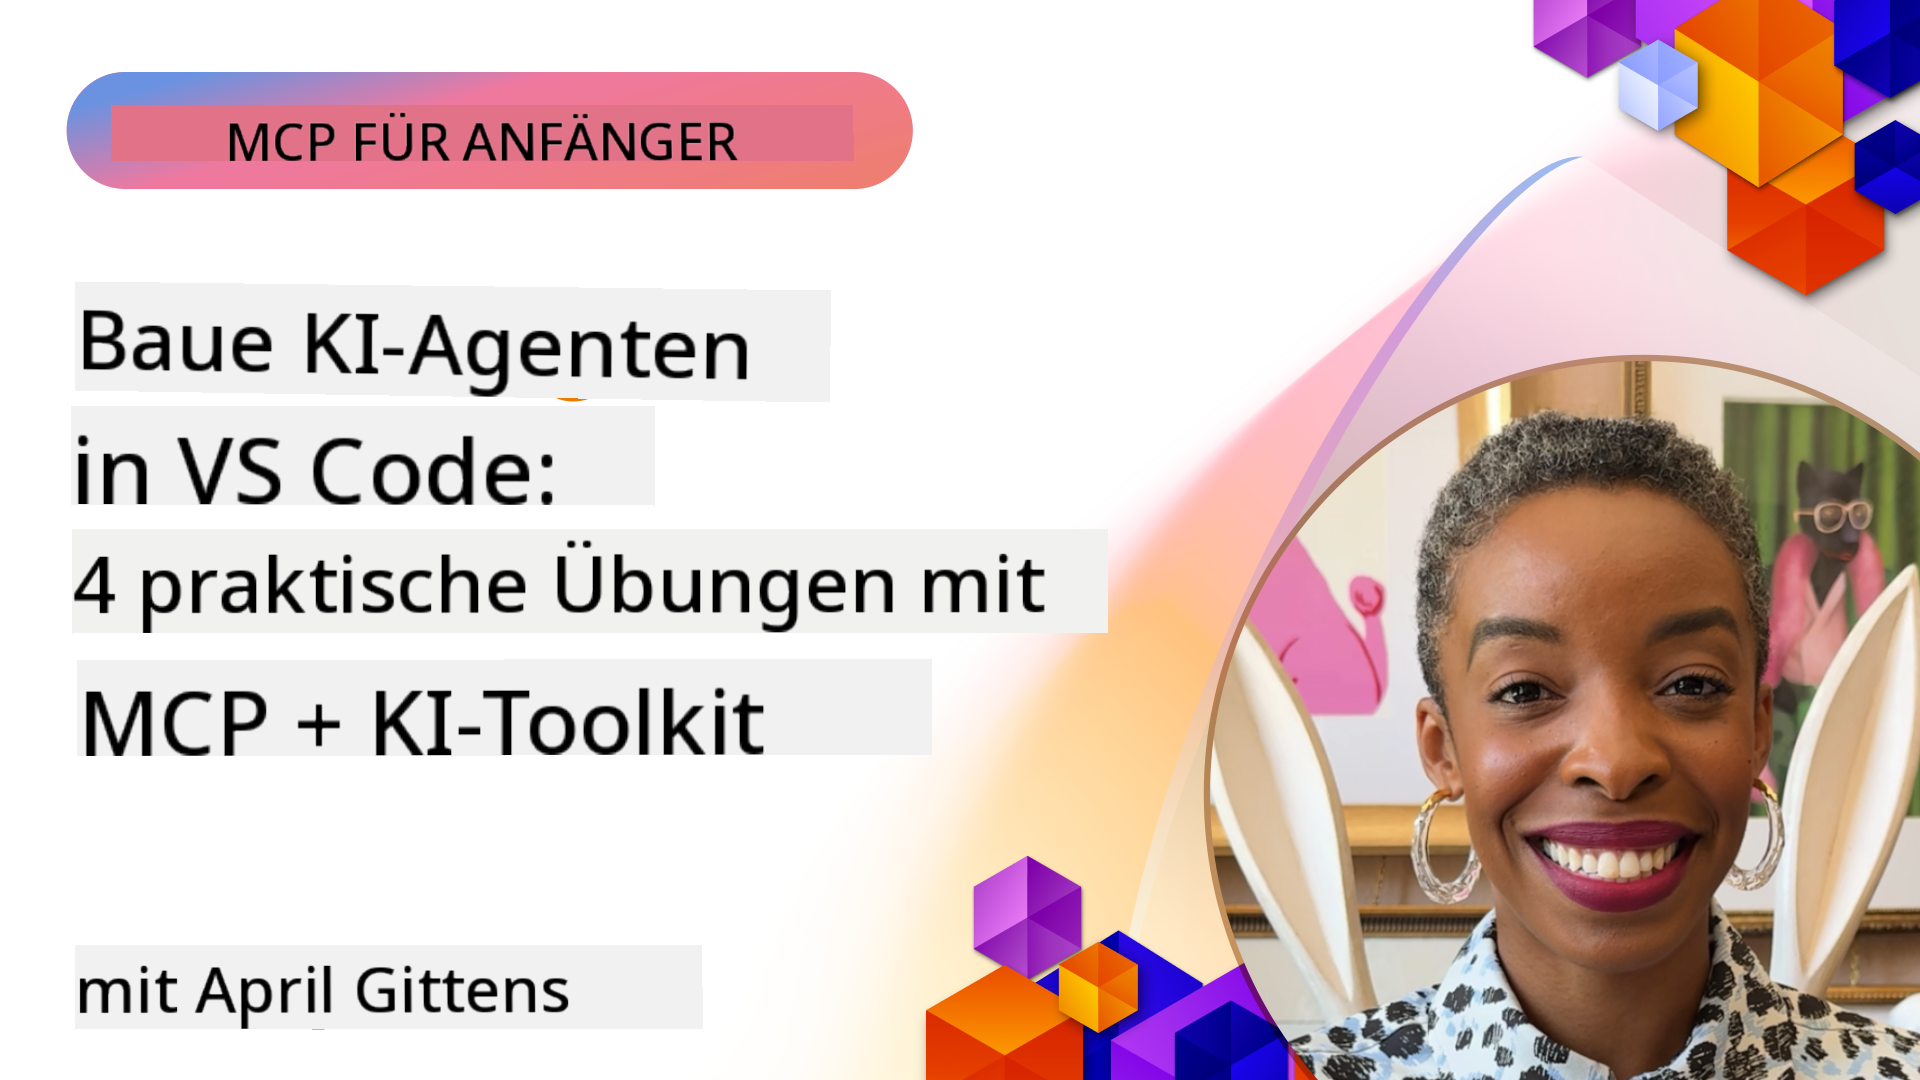 MCP FÜR ANFÄNGER
Baue KI-Agenten
in VS Code:
4 praktische Übungen mit
MCP + KI-Toolkit
mit April Gittens